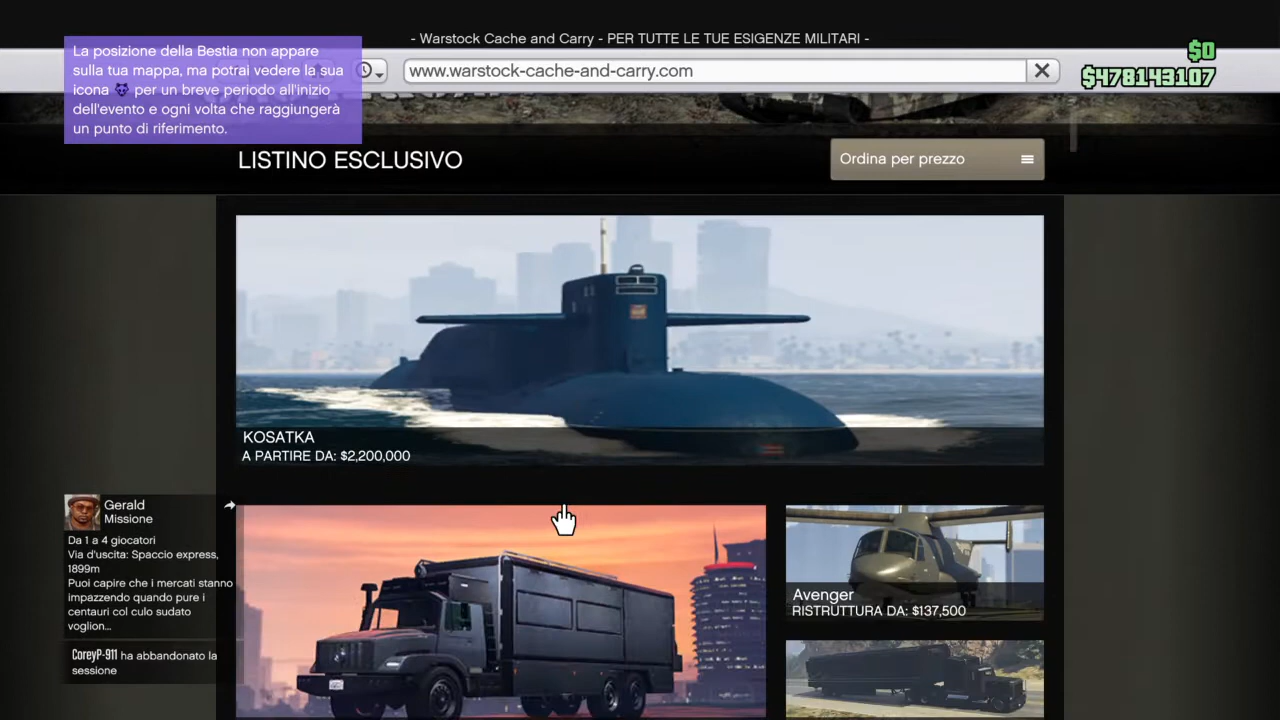 - Warstock Cache and Carry - PER TUTTE LE TUE ESIGENZE MILITARI -
La posizione della Bestia non appare
sulla tua mappa, ma potrai vedere la sua
icona per un breve periodo all'inizio
dell'evento e ogni volta che raggiungerà
un punto di riferimento.
www.warstock-cache-and-carry.com
$0
$478143107
LISTINO ESCLUSIVO
Ordina per prezzo
KOSATKA
A PARTIRE DA: $2,200,000
Gerald
Missione
Da 1 a 4 giocatori
Via d'uscita: Spaccio express,
1899m
Puoi capire che i mercati stanno
impazzendo quando pure i
centauri col culo sudato
voglion...
CoreyP-911 ha abbandonato la
sessione
Avenger
RISTRUTTURA DA: $137,500